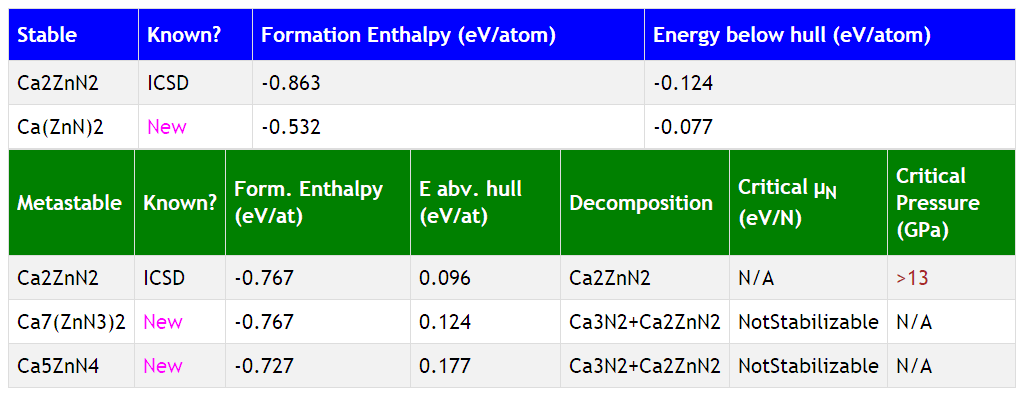 Stable Known? Formation Enthalpy (eV/atom) Energy below hull (eV/atom)
Ca2ZnN2 ICSD -0.863 -0.124
Ca(ZnN)2 New -0.532 -0.077
Metastable Known? Form. Enthalpy (eV/at) E abv. hull (eV/at) Decomposition Critical μN (eV/N) Critical Pressure (GPa)
Ca2ZnN2 ICSD -0.767 0.096 Ca2ZnN2 N/A >13
Ca7(ZnN3)2 New -0.767 0.124 Ca3N2+Ca2ZnN2 NotStabilizable N/A
Ca5ZnN4 New -0.727 0.177 Ca3N2+Ca2ZnN2 NotStabilizable N/A